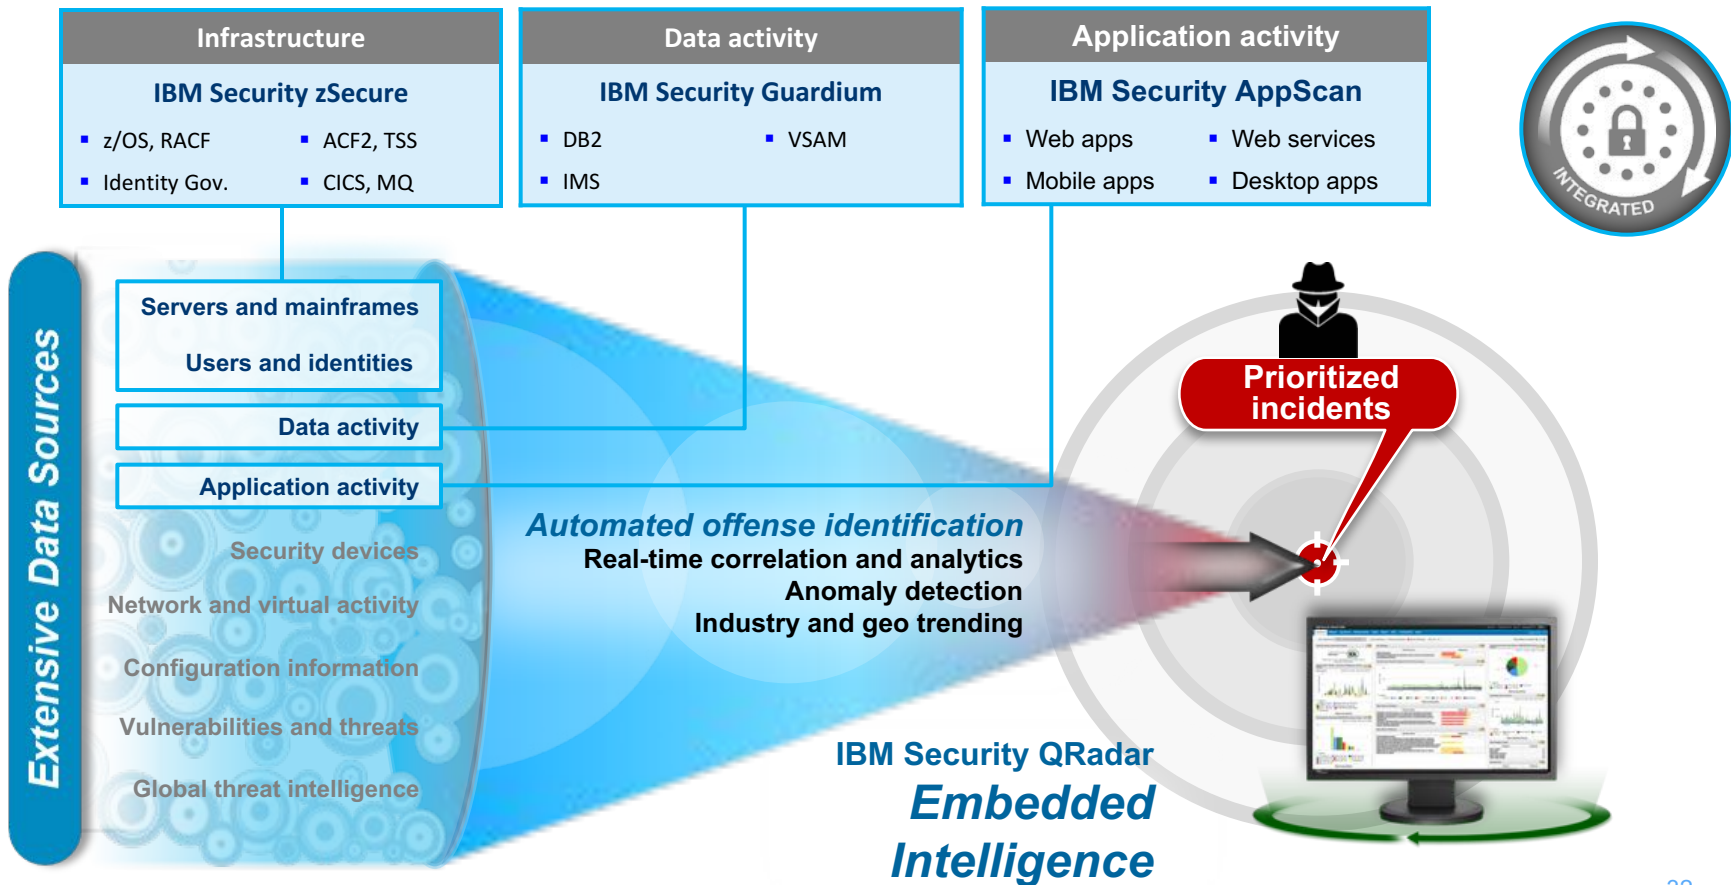 Infrastructure
IBM Security zSecure
z/OS, RACF
ACF2, TSS
Identity Gov.
CICS, MQ
Data activity
IBM Security Guardium
DB2
VSAM
IMS
Application activity
IBM Security AppScan
Web apps
Web services
Mobile apps
Desktop apps
INTEGRATED
Extensive Data Sources
Servers and mainframes
Users and identities
Data activity
Application activity
Security devices
Network and virtual activity
Configuration information
Vulnerabilities and threats
Global threat intelligence
Automated offense identification
Real-time correlation and analytics
Anomaly detection
Industry and geo trending
Prioritized
incidents
IBM Security QRadar
Embedded
Intelligence